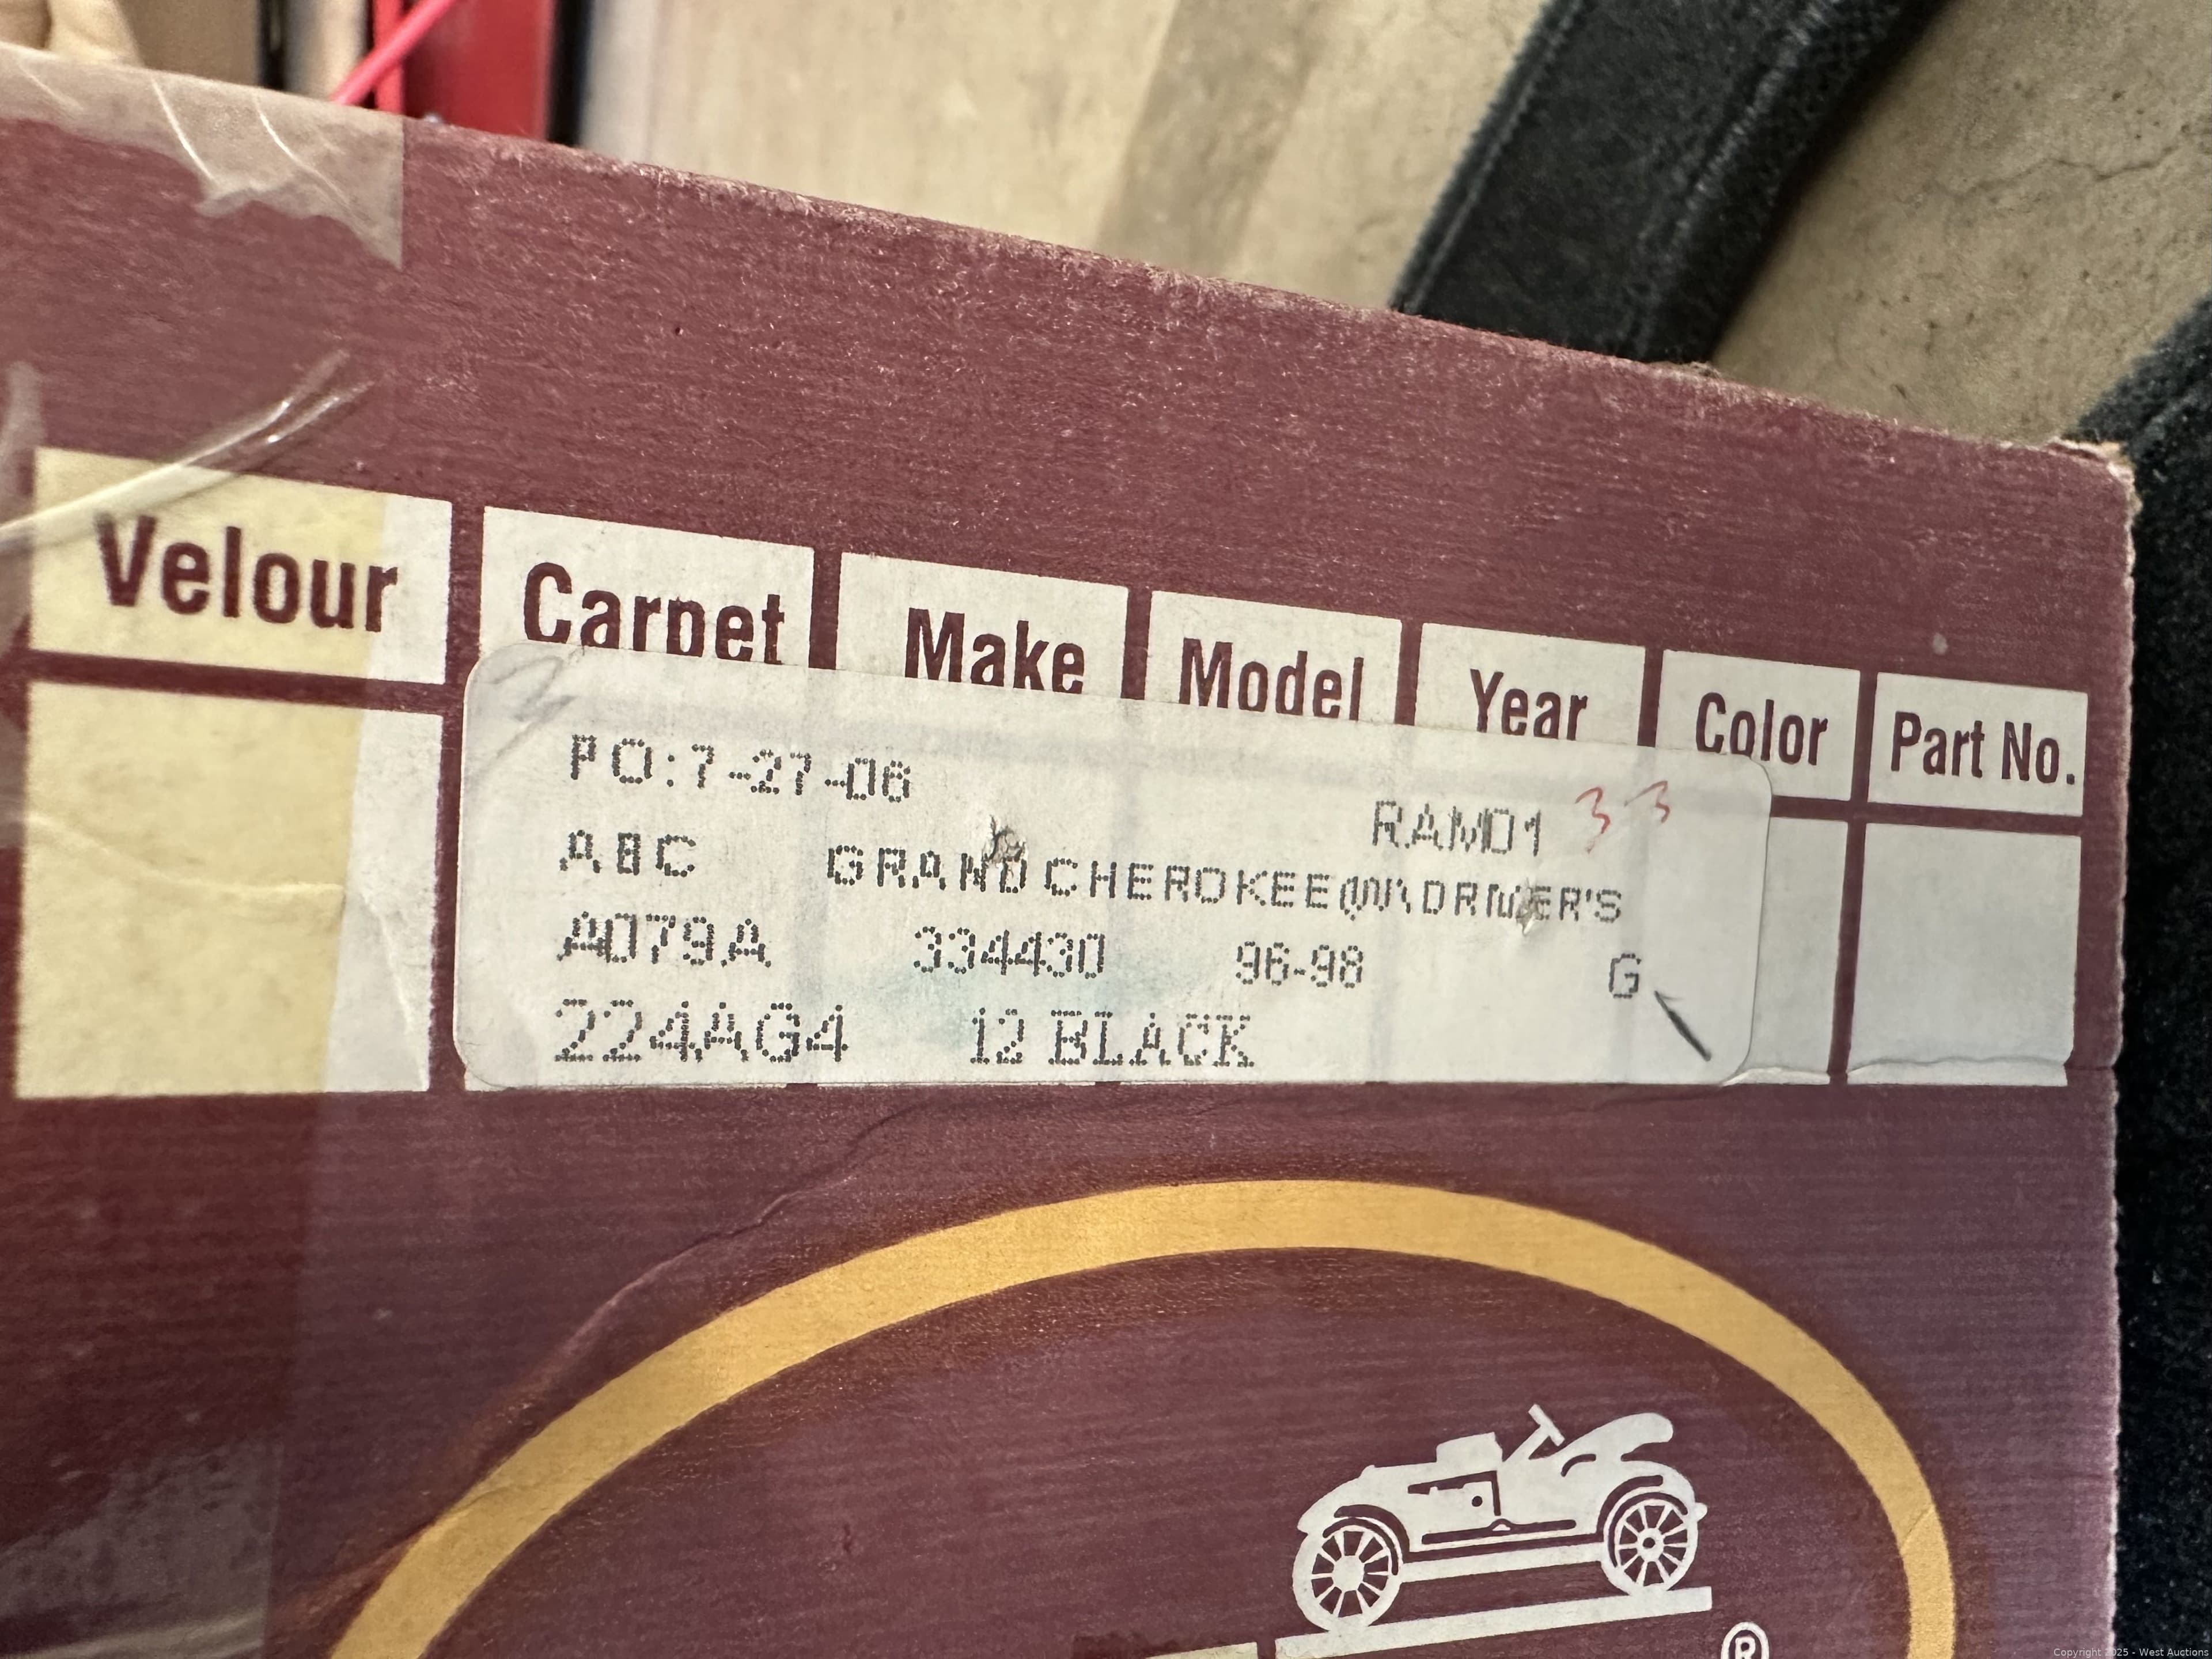 Velour Carpet Make Model Year Color Part No.
PO:7-27-06
RAM01 33
ABC GRAND CHEROKEE DRIVER'S
A079A 334430 96-98 G
224AG4 12 BLACK
®
Copyright 2025 - West Auctions